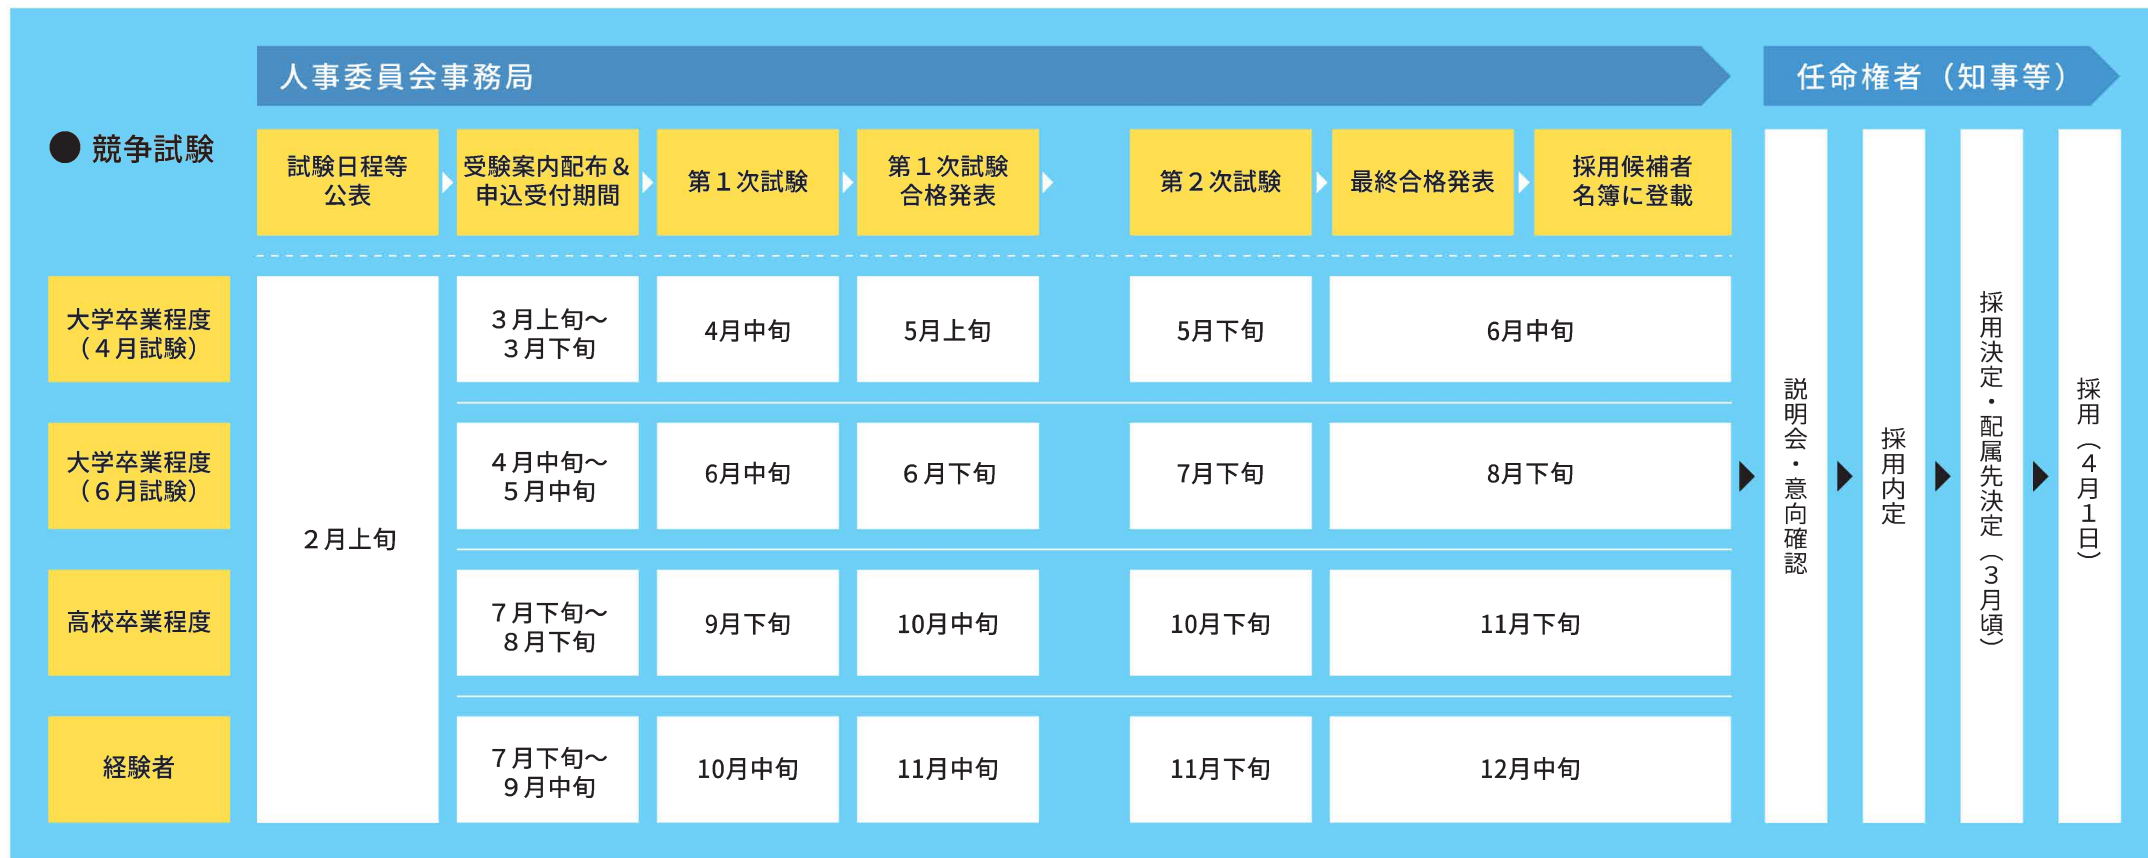 人事委員会事務局
任命権者（知事等）
● 競争試験
試験日程等
公表
受験案内配布＆
申込受付期間
第１次試験
第１次試験
合格発表
第２次試験
最終合格発表
採用候補者
名簿に登載
大学卒業程度
（４月試験）
２月上旬
３月上旬～
３月下旬
4月中旬
5月上旬
5月下旬
6月中旬
大学卒業程度
（６月試験）
４月中旬～
５月中旬
6月中旬
６月下旬
7月下旬
8月下旬
高校卒業程度
７月下旬～
８月下旬
9月下旬
10月中旬
10月下旬
11月下旬
経験者
７月下旬～
９月中旬
10月中旬
11月中旬
11月下旬
12月中旬
説明会・意向確認
採用内定
採用決定・配属先決定（３月頃）
採用（４月１日）